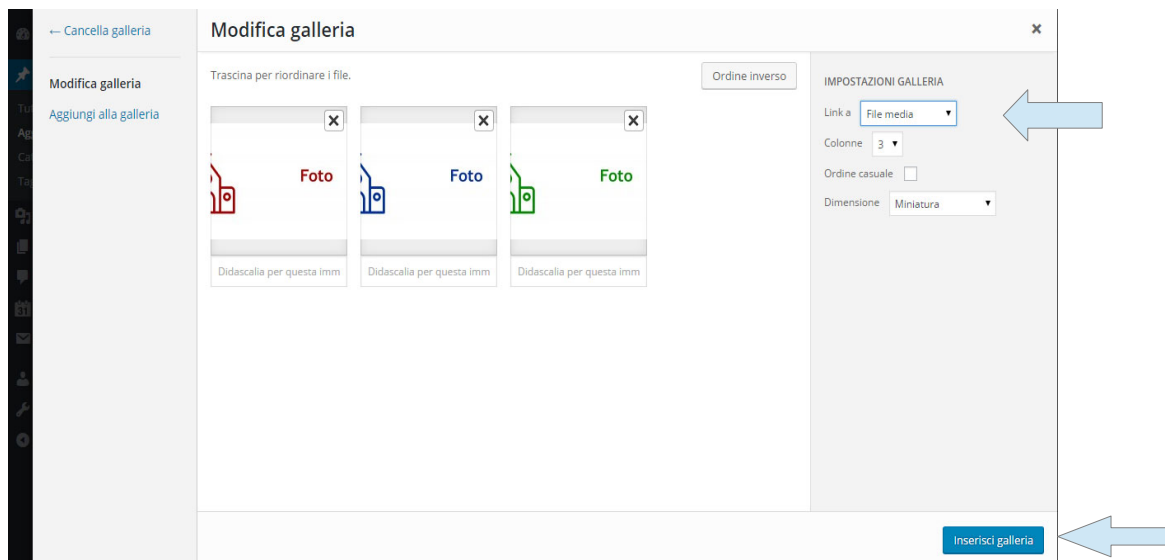 ← Cancella galleria
Modifica galleria
Aggiungi alla galleria
Modifica galleria
×
Trascina per riordinare i file.
Ordine inverso
Foto
Foto
Foto
Didascalia per questa imm
Didascalia per questa imm
Didascalia per questa imm
IMPOSTAZIONI GALLERIA
Link a File media
Colonne 3
Ordine casuale
Dimensione Miniatura
Inserisci galleria